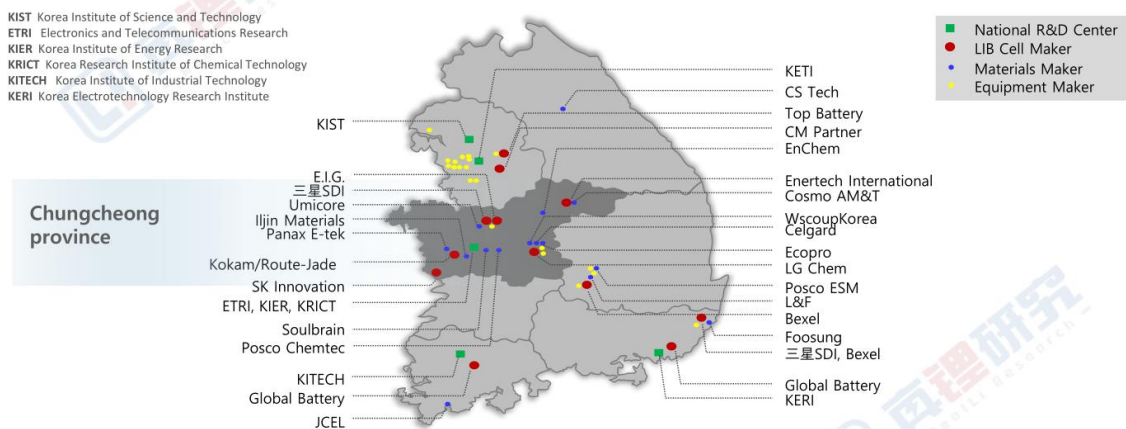 KIST Korea Institute of Science and Technology
ETRI Electronics and Telecommunications Research
KIER Korea Institute of Energy Research
KRICT Korea Research Institute of Chemical Technology
KITECH Korea Institute of Industrial Technology
KERI Korea Electrotechnology Research Institute
National R&D Center
LIB Cell Maker
Materials Maker
Equipment Maker
Chungcheong
province
KIST
E.I.G.
三星SDI
Umicore
Iljin Materials
Panax E-tek
Kokam/Route-Jade
SK Innovation
ETRI, KIER, KRICT
Soulbrain
Posco Chemtec
KITECH
Global Battery
JCEL
KETI
CS Tech
Top Battery
CM Partner
EnChem
Enertech International
Cosmo AM&T
WscoupKorea
Celgard
Ecopro
LG Chem
Posco ESM
L&F
Bexel
Foosung
三星SDI, Bexel
Global Battery
KERI